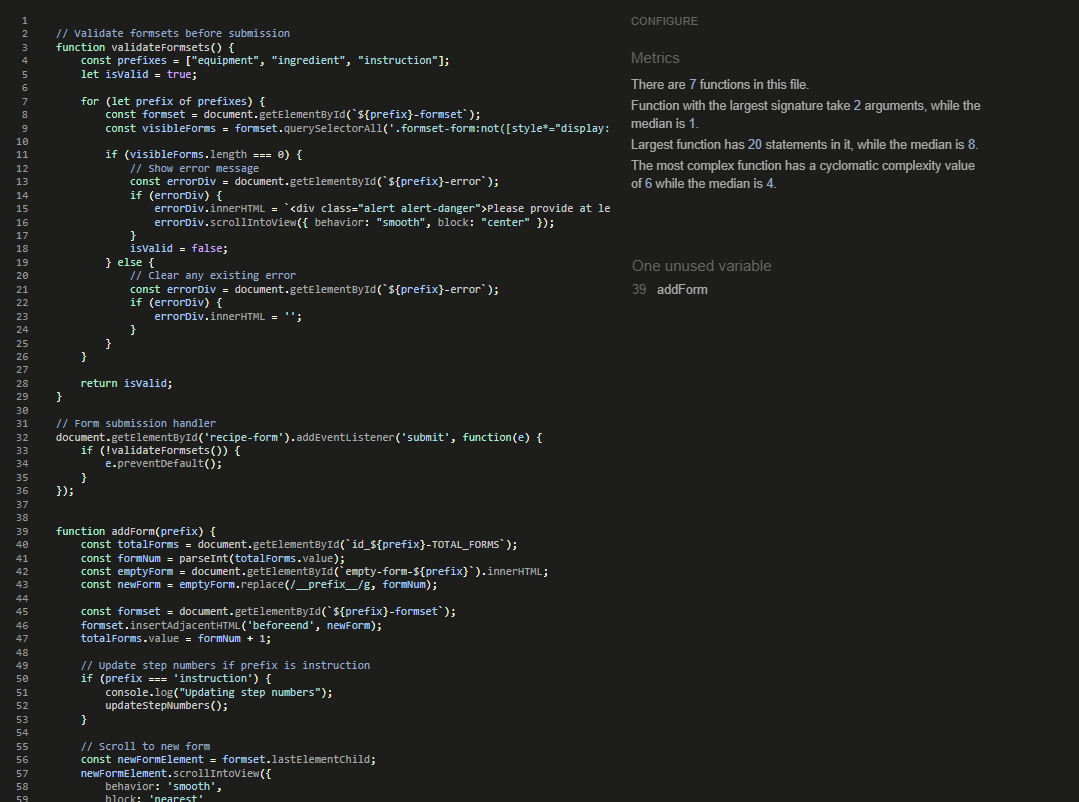 1
2 // Validate formsets before submission
3 function validateFormsets() {
4 const prefixes = ["equipment", "ingredient", "instruction"];
5 let isValid = true;
6
7 for (let prefix of prefixes) {
8 const formset = document.getElementById(`${prefix}-formset`);
9 const visibleForms = formset.querySelectorAll('.formset-form:not([style*="display:
10
11 if (visibleForms.length === 0) {
12 // Show error message
13 const errorDiv = document.getElementById(`${prefix}-error`);
14 if (errorDiv) {
15 errorDiv.innerHTML = `<div class="alert alert-danger">Please provide at le
16 errorDiv.scrollIntoView({ behavior: "smooth", block: "center" });
17 }
18 isValid = false;
19 } else {
20 // Clear any existing error
21 const errorDiv = document.getElementById(`${prefix}-error`);
22 if (errorDiv) {
23 errorDiv.innerHTML = '';
24 }
25 }
26 }
27
28 return isValid;
29 }
30
31 // Form submission handler
32 document.getElementById('recipe-form').addEventListener('submit', function(e) {
33 if (!validateFormsets()) {
34 e.preventDefault();
35 }
36 });
37
38
39 function addForm(prefix) {
40 const totalForms = document.getElementById(`id_${prefix}-TOTAL_FORMS`);
41 const formNum = parseInt(totalForms.value);
42 const emptyForm = document.getElementById(`empty-form-${prefix}`).innerHTML;
43 const newForm = emptyForm.replace(/__prefix__/g, formNum);
44
45 const formset = document.getElementById(`${prefix}-formset`);
46 formset.insertAdjacentHTML('beforeend', newForm);
47 totalForms.value = formNum + 1;
48
49 // Update step numbers if prefix is instruction
50 if (prefix === 'instruction') {
51 console.log("Updating step numbers");
52 updateStepNumbers();
53 }
54
55 // Scroll to new form
56 const newFormElement = formset.lastElementChild;
57 newFormElement.scrollIntoView({
58 behavior: 'smooth',
59 block: 'nearest'
CONFIGURE
Metrics
There are 7 functions in this file.
Function with the largest signature take 2 arguments, while the
median is 1.
Largest function has 20 statements in it, while the median is 8.
The most complex function has a cyclomatic complexity value
of 6 while the median is 4.
One unused variable
39 addForm